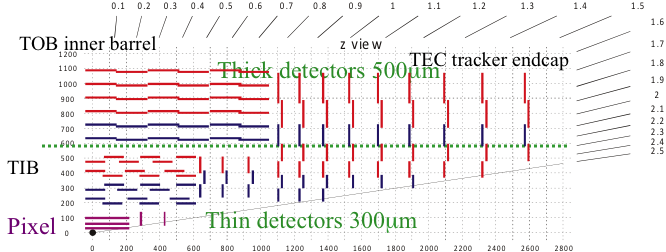 0.1 0.2 0.3 0.4 0.5 0.6 0.7 0.8 0.9 1 1.1 1.2 1.3 1.4 1.5
1.6
TOB inner barrel
z view
1.7
TEC tracker endcap
1100
Thick detectors 500μm
1.8
1000
1.9
900
2
800
2.1
700
2.2
600
2.3
2.4
500
2.5
TIB
400
300
200
Pixel
100
Thin detectors 300μm
0
0 200 400 600 800 1000 1200 1400 1600 1800 2000 2200 2400 2600 2800